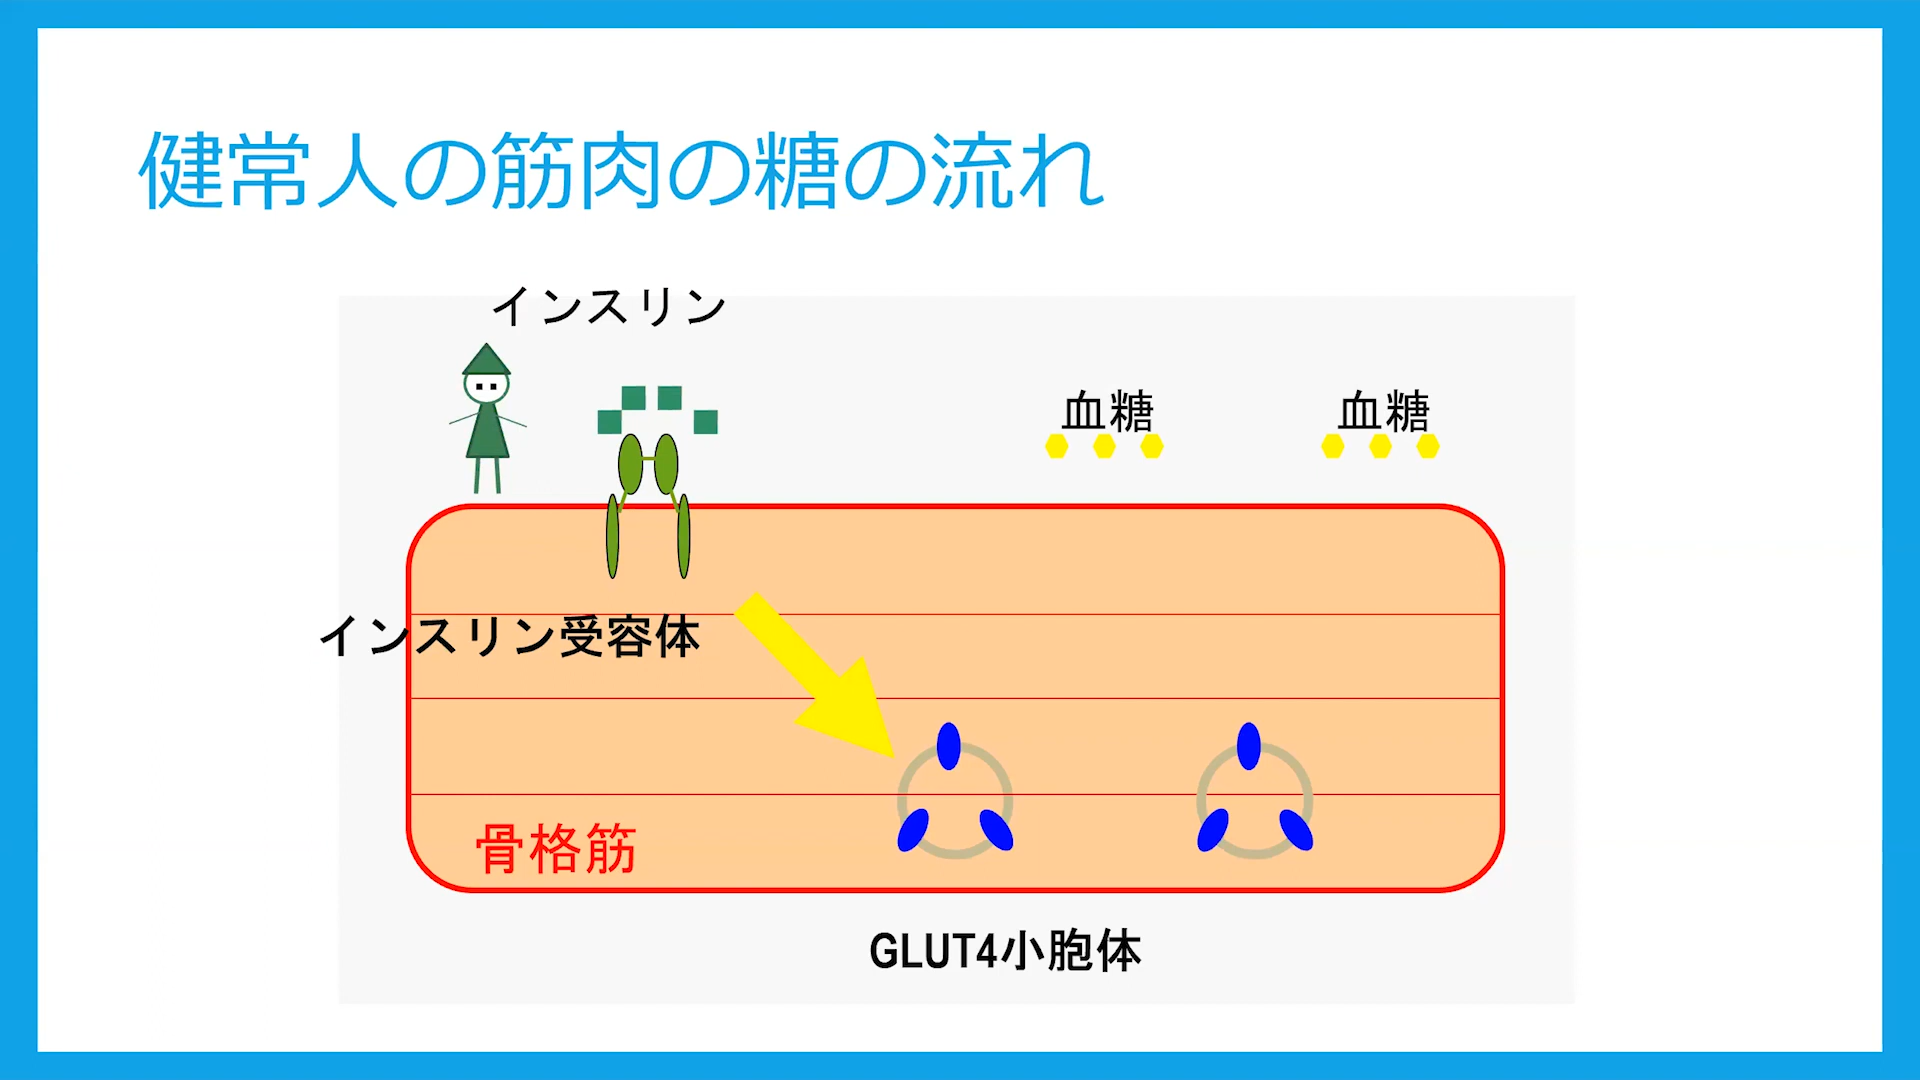 健常人の筋肉の糖の流れ
インスリン
血糖
血糖
インスリン受容体
骨格筋
GLUT4小胞体